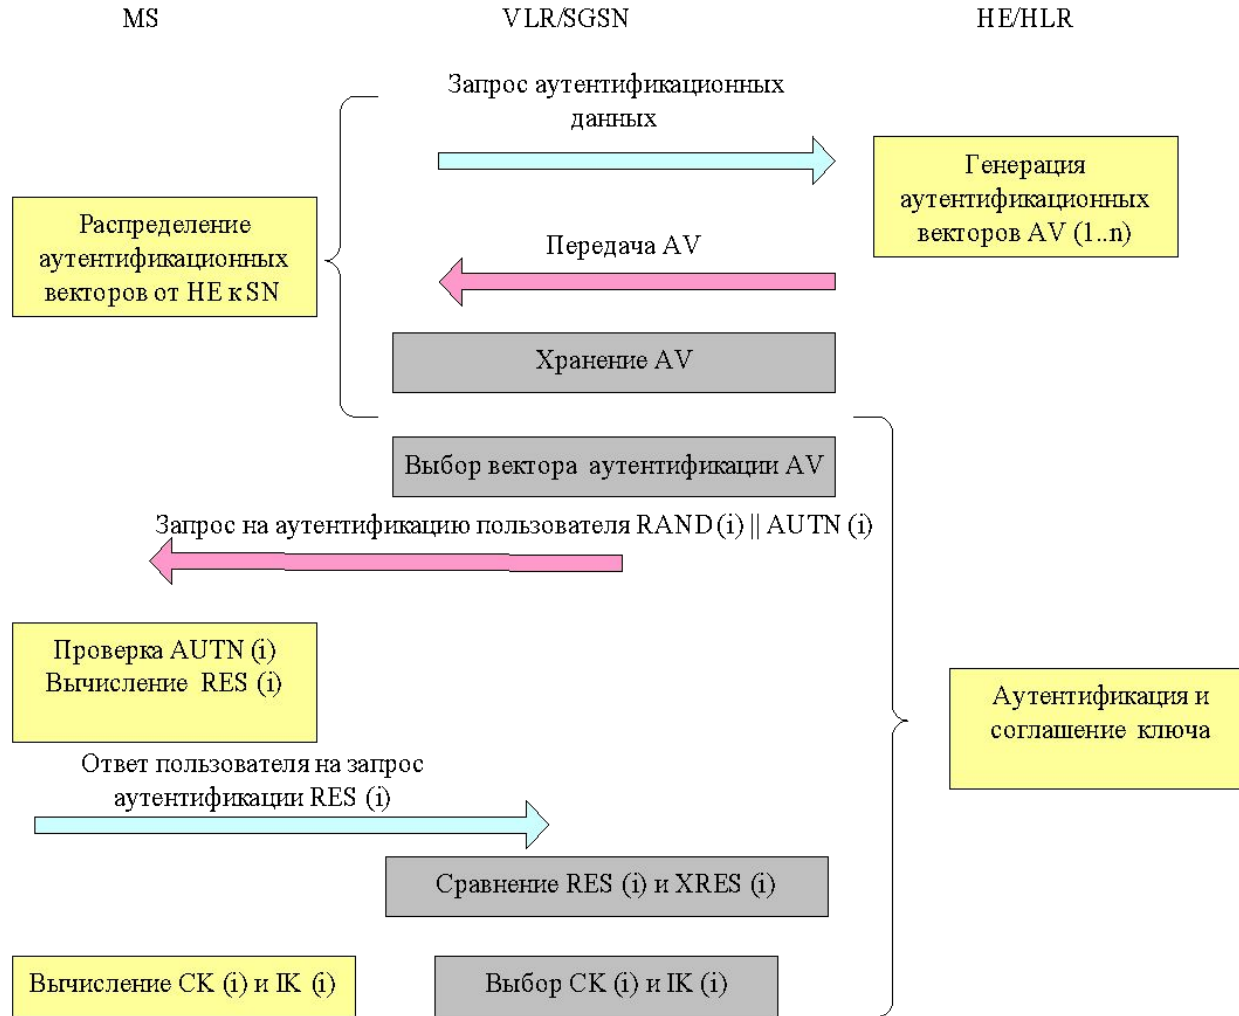 MS
VLR/SGSN
HE/HLR
Запрос аутентификационных
данных
Генерация
аутентификационных
векторов AV (1..n)
Распределение
аутентификационных
векторов от HE к SN
Передача AV
Хранение AV
Выбор вектора аутентификации AV
Запрос на аутентификацию пользователя RAND (i) || AUTN (i)
Проверка AUTN (i)
Вычисление RES (i)
Аутентификация и
соглашение ключа
Ответ пользователя на запрос
аутентификации RES (i)
Сравнение RES (i) и XRES (i)
Вычисление CK (i) и IK (i)
Выбор CK (i) и IK (i)